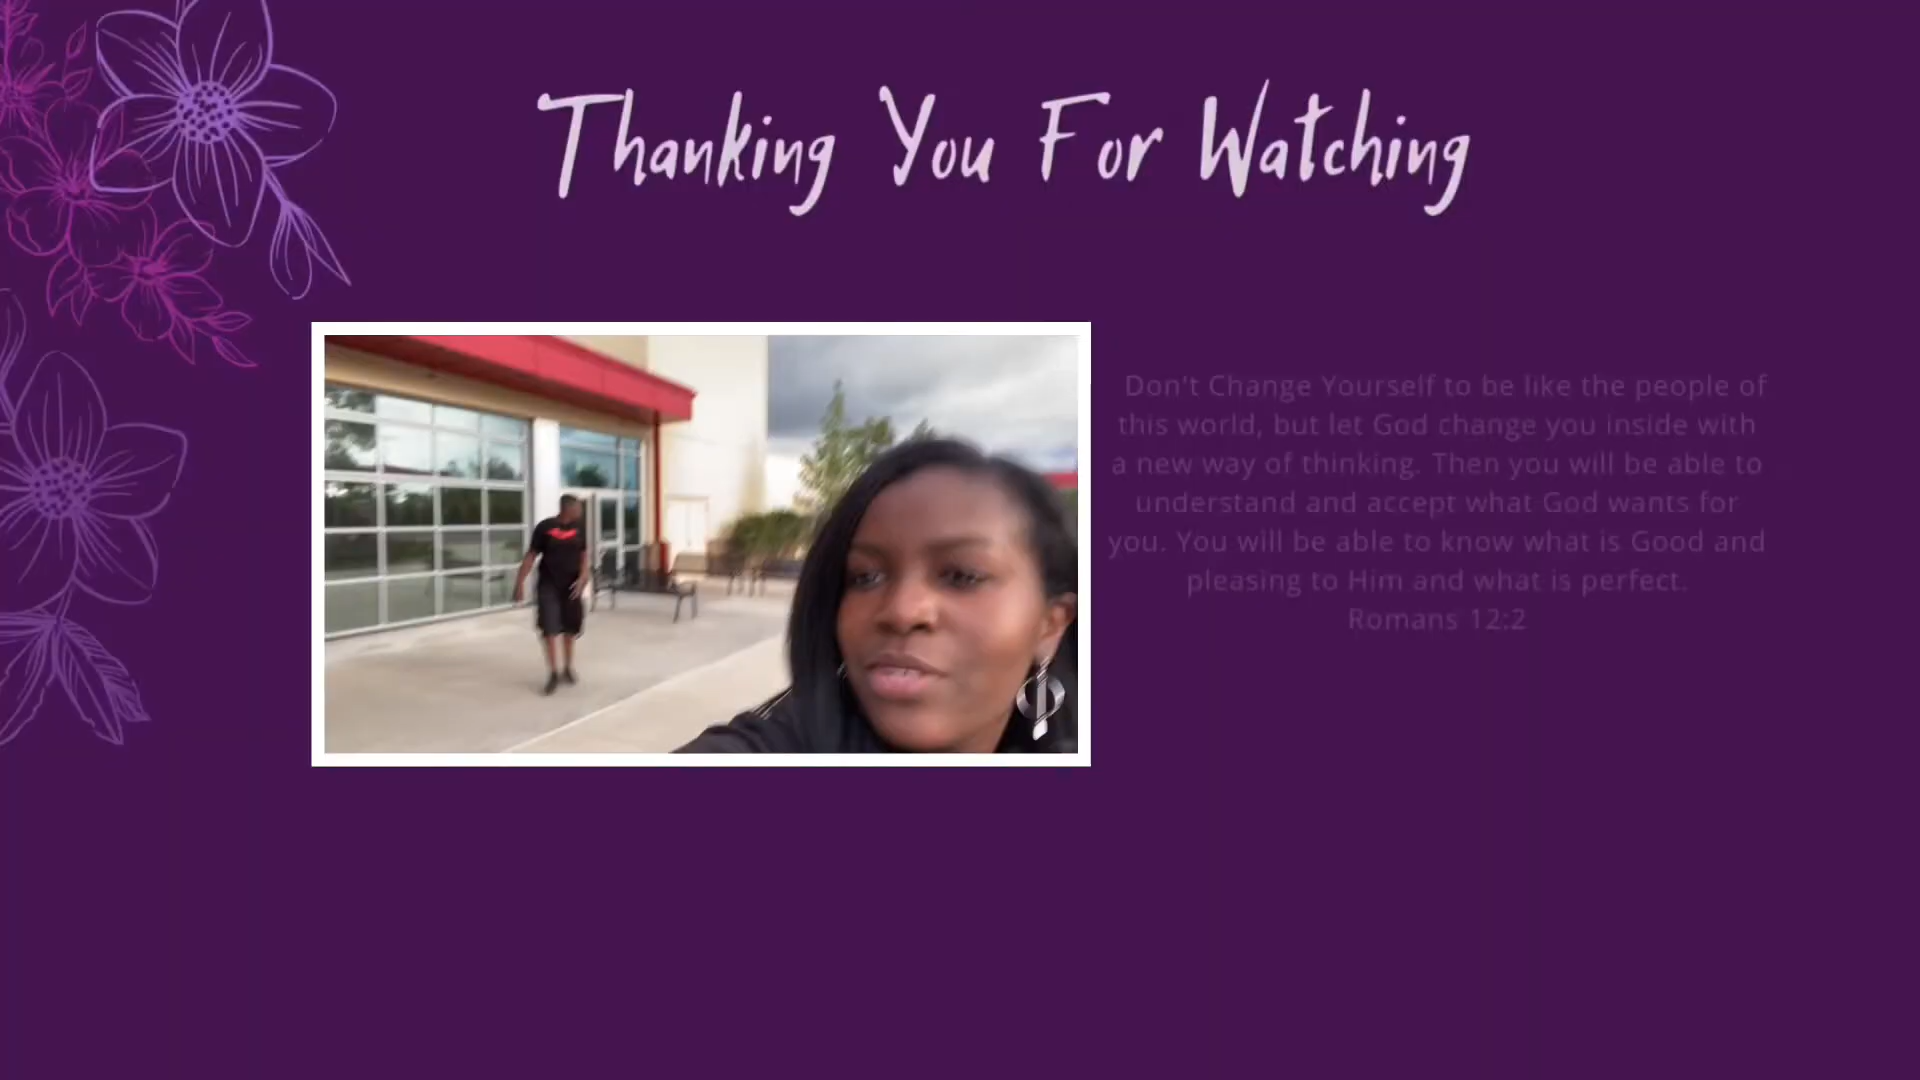 Thanking You For Watching
Don't Change Yourself to be like the people of
this world, but let God change you inside with
a new way of thinking. Then you will be able to
understand and accept what God wants for
you. You will be able to know what is Good and
pleasing to Him and what is perfect.
Romans 12:2